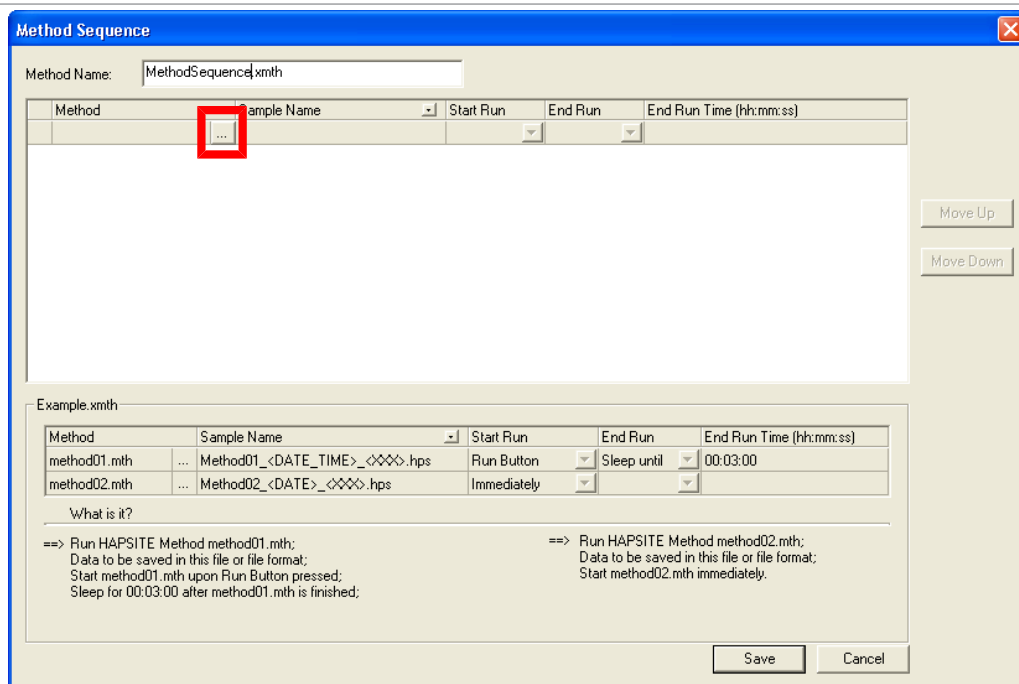 Method Sequence
Method Name: MethodSequence.xmth
Method Sample Name Start Run End Run End Run Time (hh:mm:ss)
...
Move Up
Move Down
Example.xmth
Method Sample Name Start Run End Run End Run Time (hh:mm:ss)
method01.mth ... Method01_<DATE_TIME>_<XXX>.hps Run Button Sleep until 00:03:00
method02.mth ... Method02_<DATE>_<XXX>.hps Immediately
What is it?
==> Run HAPSITE Method method01.mth;
Data to be saved in this file or file format;
Start method01.mth upon Run Button pressed;
Sleep for 00:03:00 after method01.mth is finished;
==> Run HAPSITE Method method02.mth;
Data to be saved in this file or file format;
Start method02.mth immediately.
Save Cancel